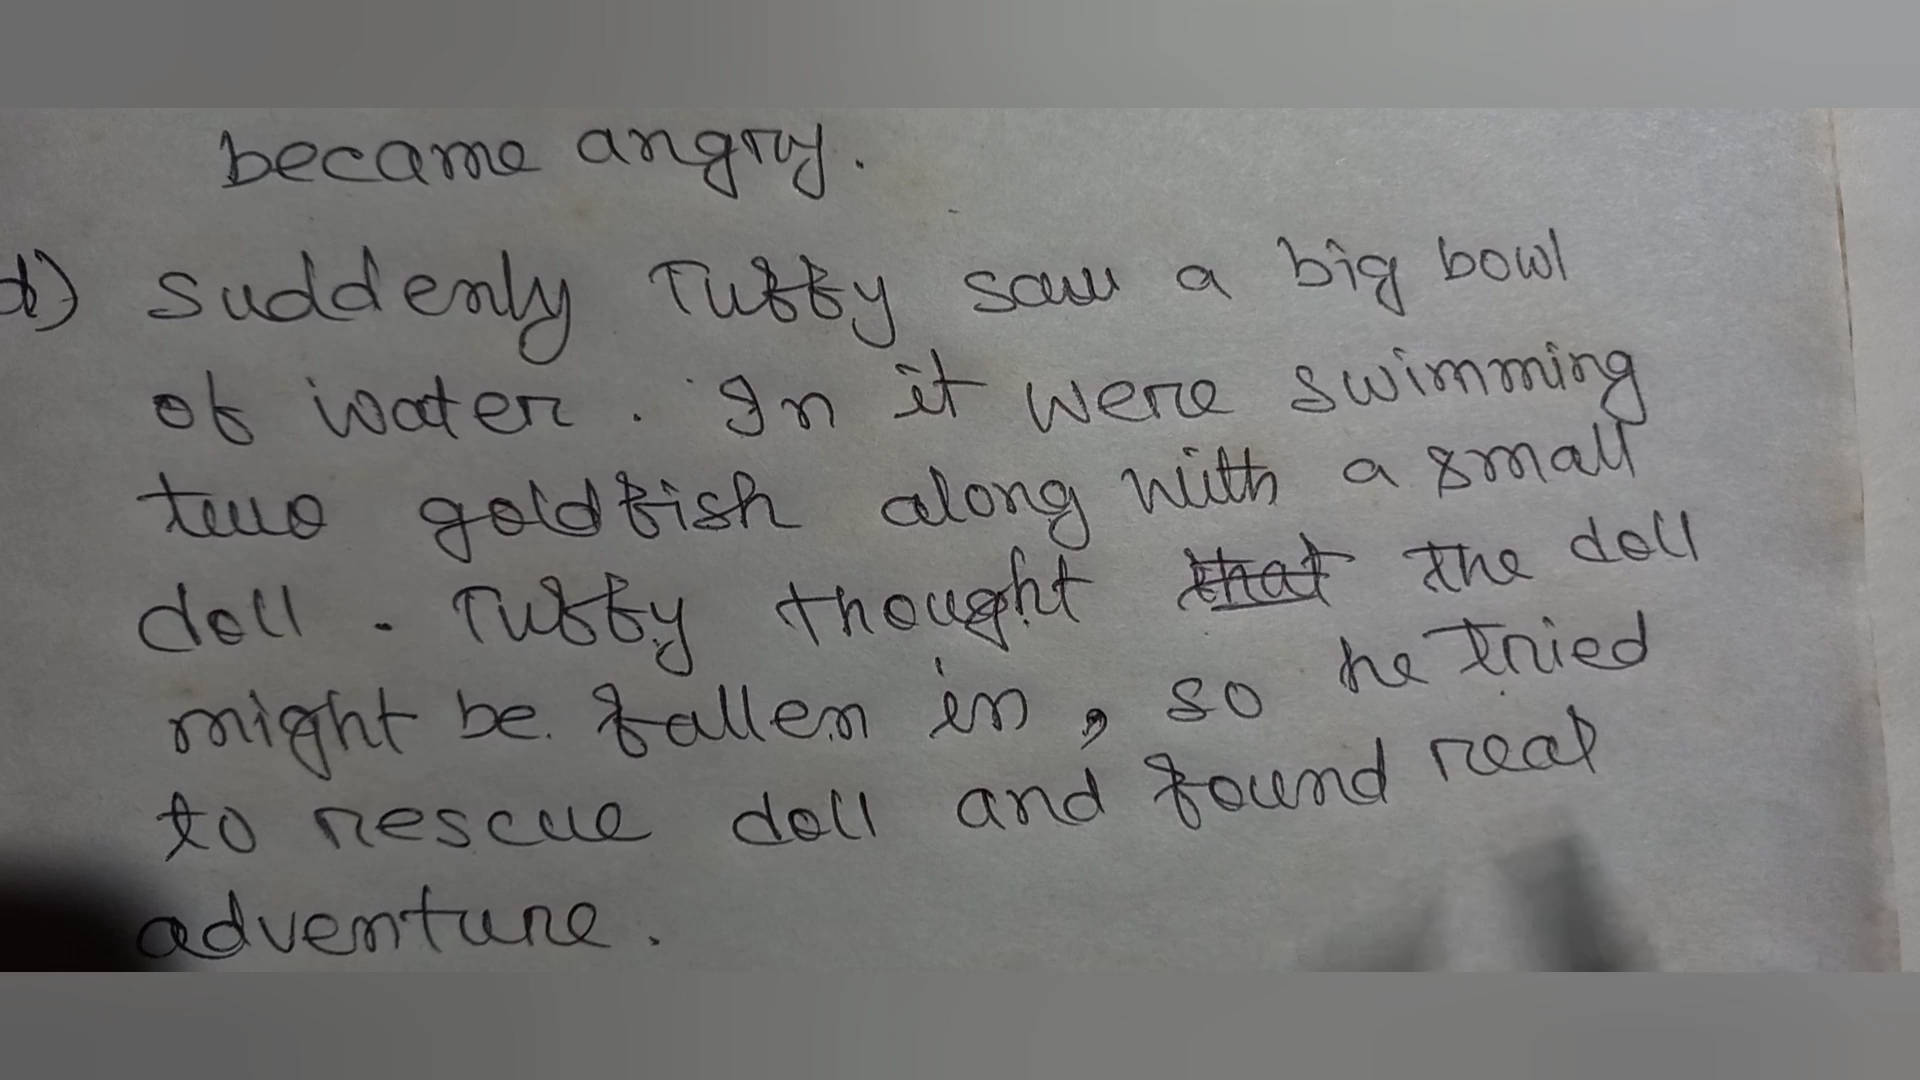 became angry.
d) Suddenly Tuffy saw a big bowl
of water. In it were swimming
two goldfish along with a small
doll. Tuffy thought ~~that~~ the doll
might be fallen in, so he tried
to rescue doll and found real
adventure.